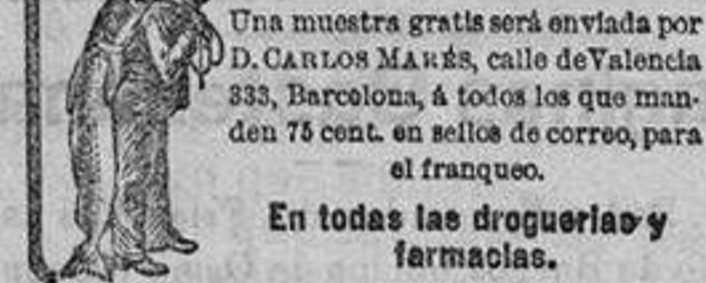 Una muestra gratis será enviada por
D. CARLOS MARÉS, calle de Valencia
333, Barcelona, á todos los que man-
den 75 cent. en sellos de correo, para
el franqueo.
En todas las droguerias y
farmacias.